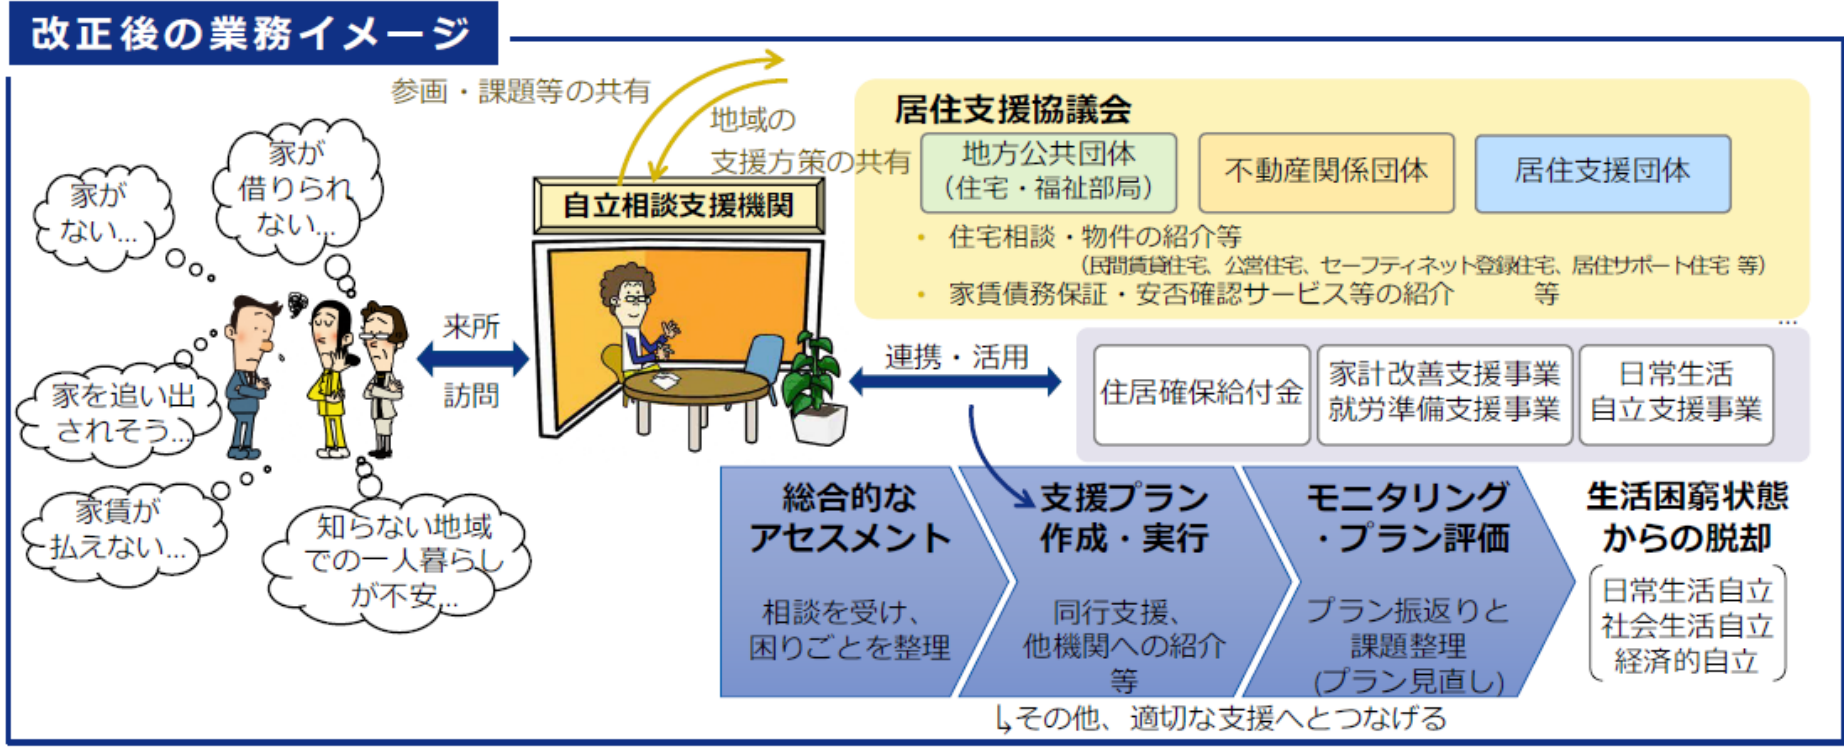 改正後の業務イメージ
参画・課題等の共有
地域の
支援方策の共有
家が
ない…
家が
借りられ
ない…
家を追い出
されそう…
家賃が
払えない…
知らない地域
での一人暮らし
が不安…
来所
訪問
自立相談支援機関
居住支援協議会
地方公共団体
（住宅・福祉部局）
不動産関係団体
居住支援団体
・ 住宅相談・物件の紹介等
（民間賃貸住宅、公営住宅、セーフティネット登録住宅、居住サポート住宅 等）
・ 家賃債務保証・安否確認サービス等の紹介 等
…
連携・活用
住居確保給付金
家計改善支援事業
就労準備支援事業
日常生活
自立支援事業
総合的な
アセスメント
相談を受け、
困りごとを整理
支援プラン
作成・実行
同行支援、
他機関への紹介
等
モニタリング
・プラン評価
プラン振返りと
課題整理
(プラン見直し)
生活困窮状態
からの脱却
日常生活自立
社会生活自立
経済的自立
↳その他、適切な支援へとつなげる